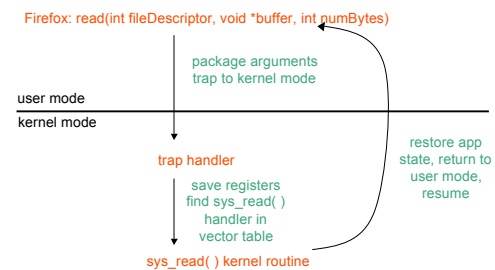 Firefox: read(int fileDescriptor, void *buffer, int numBytes)
package arguments
trap to kernel mode
user mode
kernel mode
trap handler
save registers
find sys_read( )
handler in
vector table
sys_read( ) kernel routine
restore app
state, return to
user mode,
resume